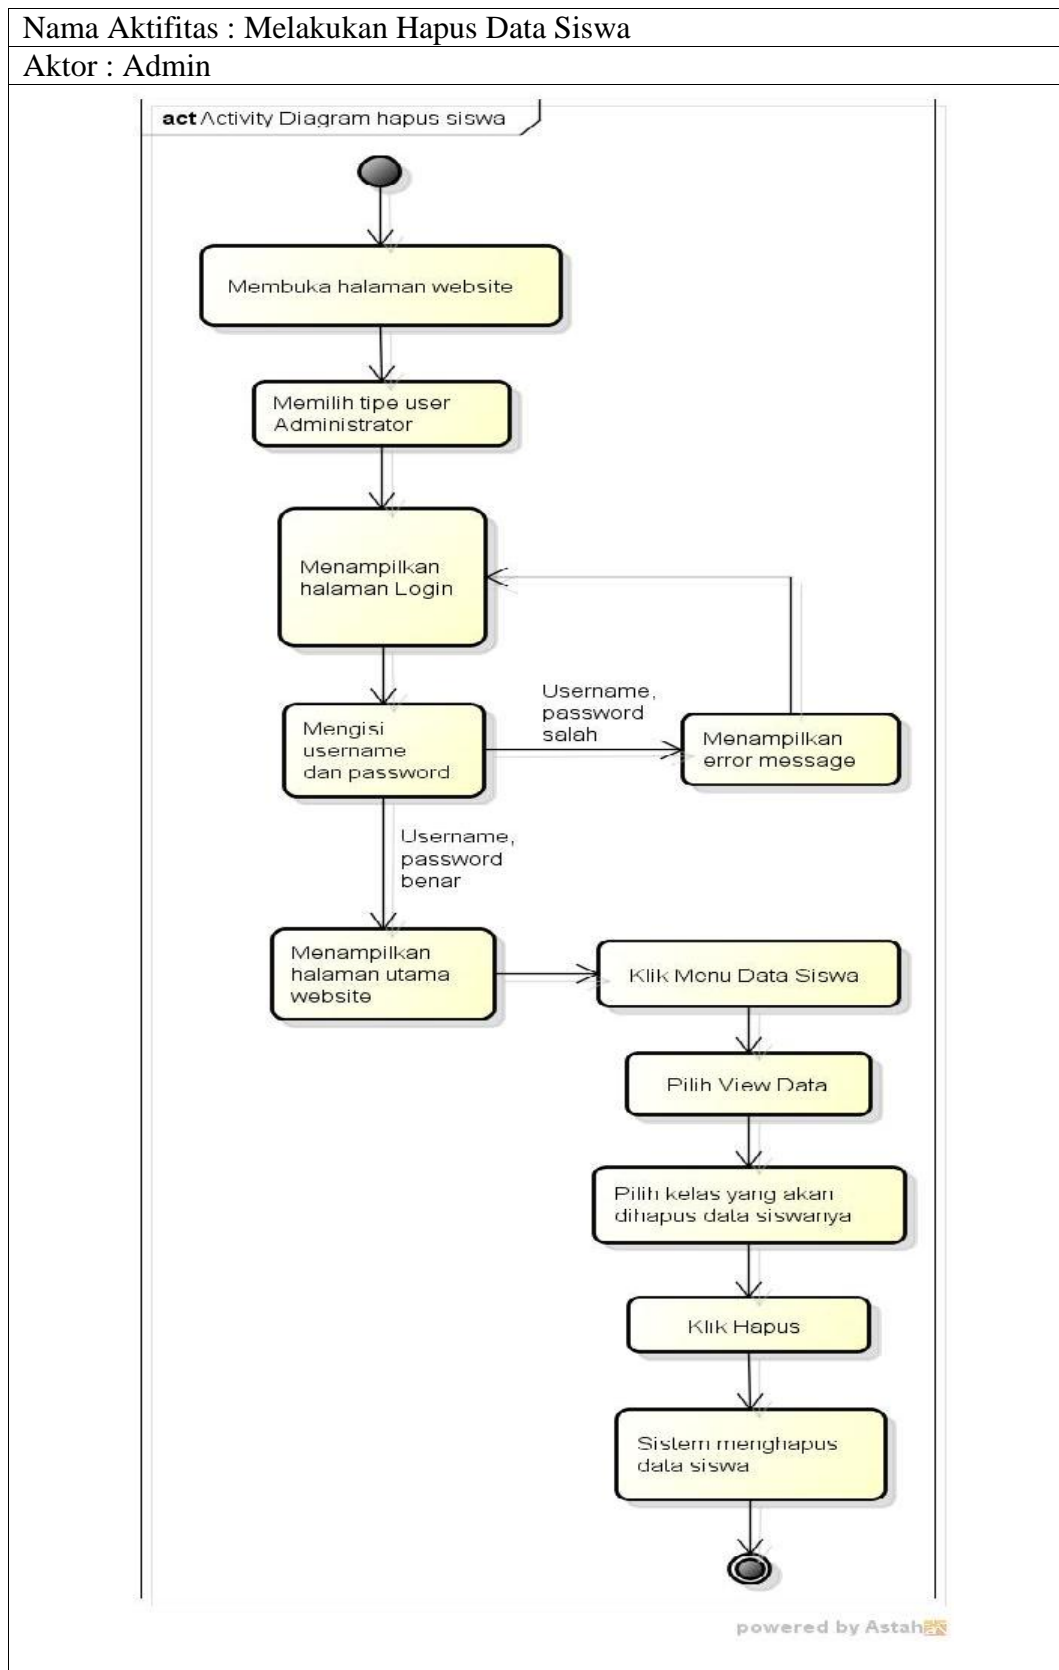 Nama Aktifitas : Melakukan Hapus Data Siswa
Aktor : Admin
act Activity Diagram hapus siswa
Membuka halaman website
Memilih tipe user
Administrator
Menampilkan
halaman Login
Username,
password
salah
Mengisi
username
dan password
Menampilkan
error message
Username,
password
benar
Menampilkan
halaman utama
website
Klik Menu Data Siswa
Pilih View Data
Pilih kelas yang akan
dihapus data siswanya
Klik Hapus
Sistem menghapus
data siswa
powered by Astah